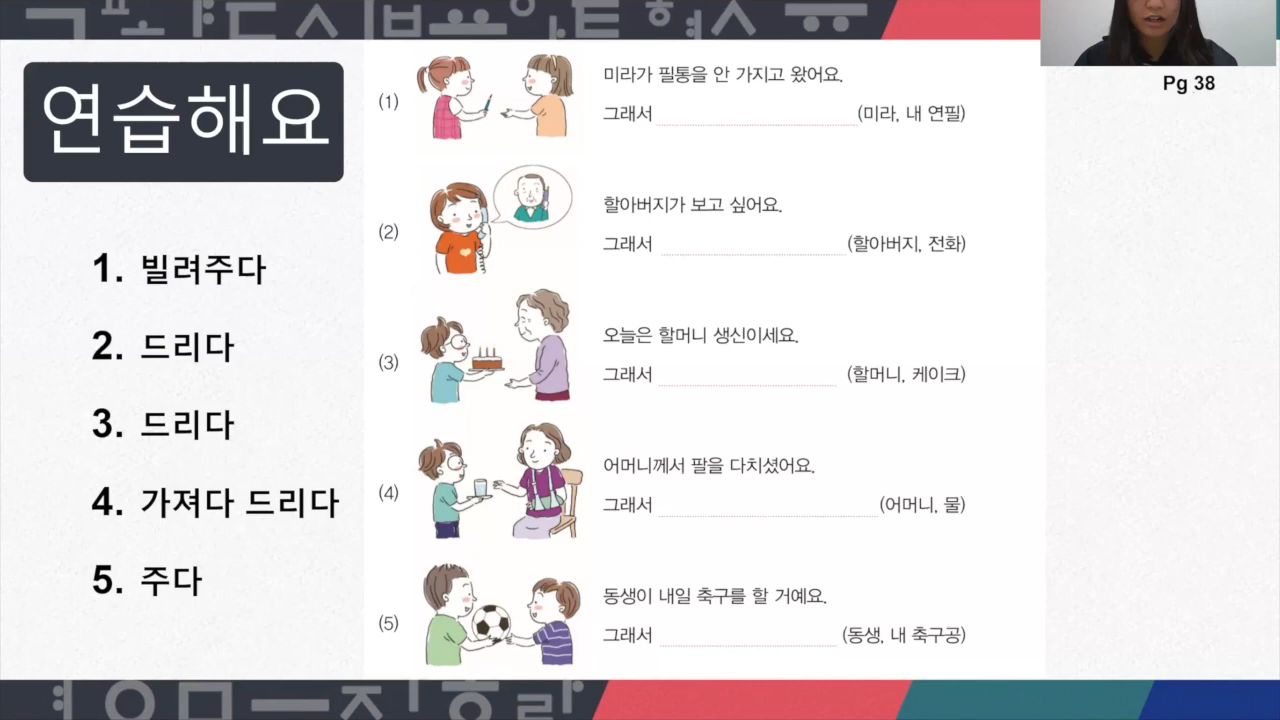 연습해요
1. 빌려주다
2. 드리다
3. 드리다
4. 가져다 드리다
5. 주다
(1)
미라가 필통을 안 가지고 왔어요.
그래서 (미라, 내 연필)
(2)
할아버지가 보고 싶어요.
그래서 (할아버지, 전화)
(3)
오늘은 할머니 생신이세요.
그래서 (할머니, 케이크)
(4)
어머니께서 팔을 다치셨어요.
그래서 (어머니, 물)
(5)
동생이 내일 축구를 할 거예요.
그래서 (동생, 내 축구공)
Pg 38